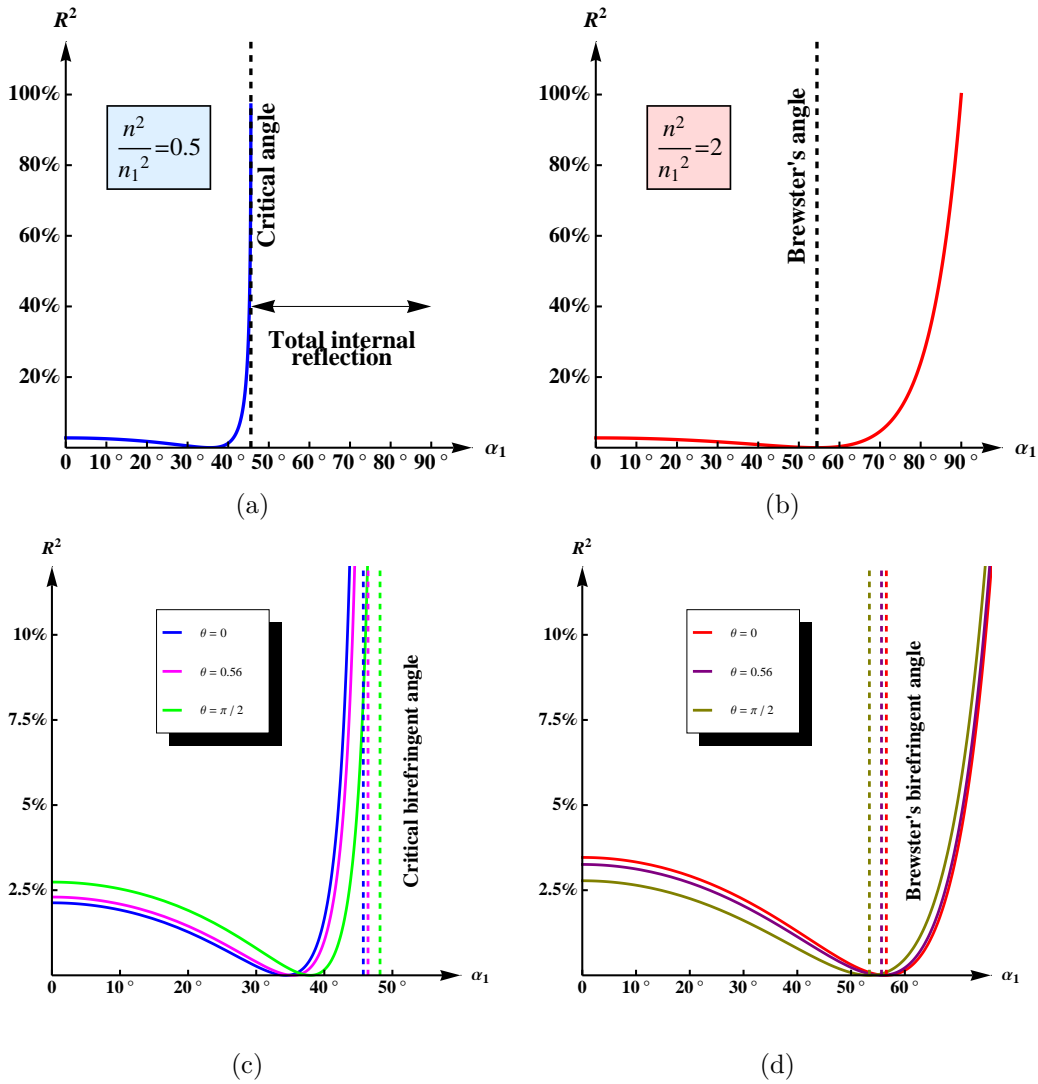 R²
100%
80%
60%
40%
20%
n²
n₁² =0.5
Critical angle
Total internal
reflection
0 10° 20° 30° 40° 50° 60° 70° 80° 90° α₁
(a)
R²
100%
80%
60%
40%
20%
n²
n₁² =2
Brewster's angle
0 10° 20° 30° 40° 50° 60° 70° 80° 90° α₁
(b)
R²
10%
7.5%
5%
2.5%
θ = 0
θ = 0.56
θ = π / 2
Critical birefringent angle
0 10° 20° 30° 40° 50° α₁
(c)
R²
10%
7.5%
5%
2.5%
θ = 0
θ = 0.56
θ = π / 2
Brewster's birefringent angle
0 10° 20° 30° 40° 50° 60° α₁
(d)